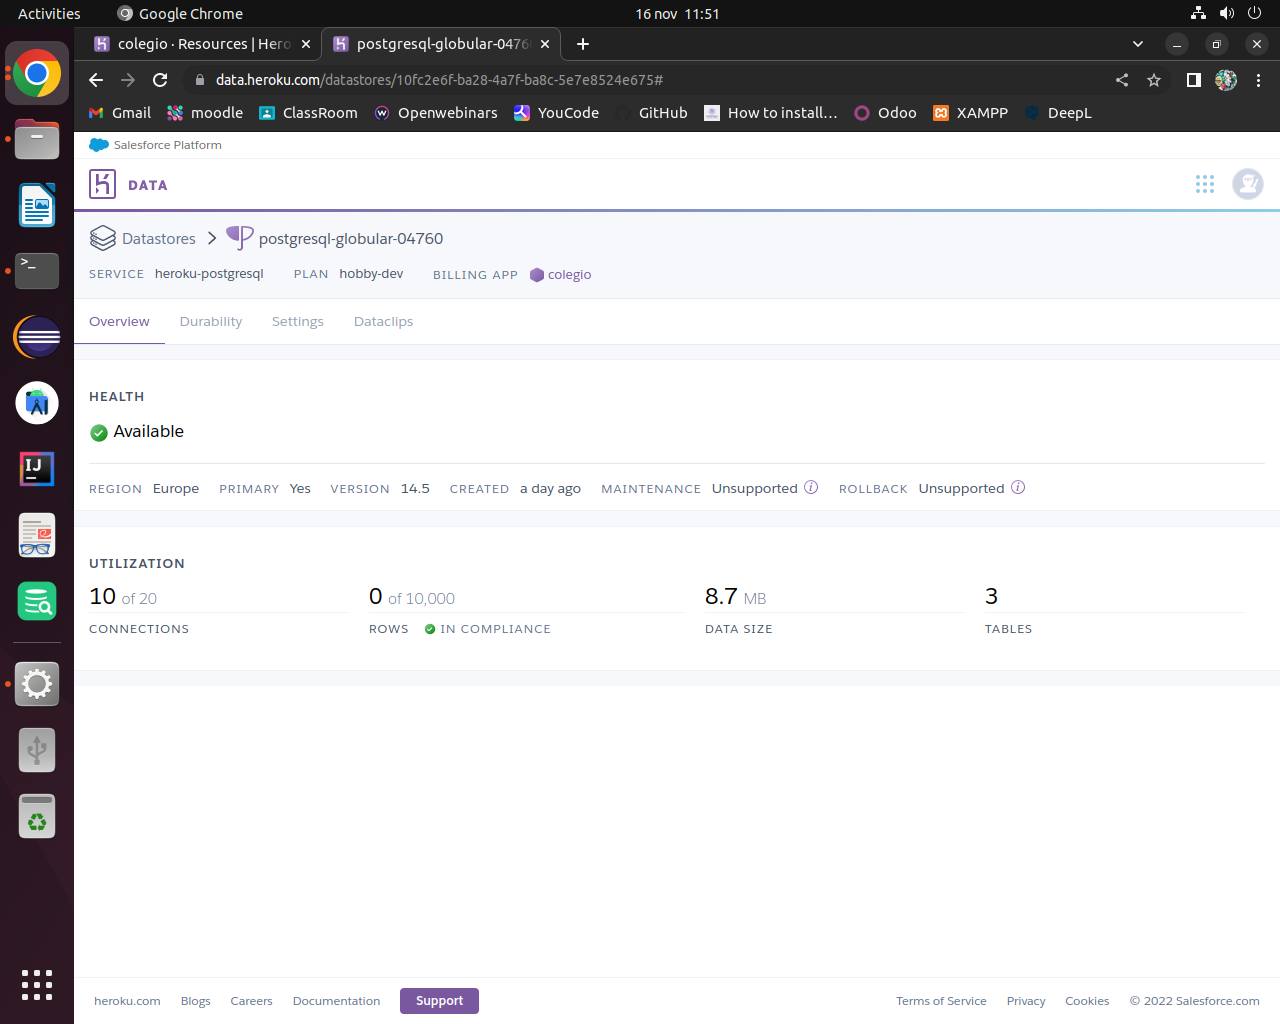 Activities Google Chrome 16 nov 11:51
colegio · Resources | Hero postgresql-globular-0476
data.heroku.com/datastores/10fc2e6f-ba28-4a7f-ba8c-5e7e8524e675#
Gmail moodle ClassRoom Openwebinars YouCode GitHub How to install… Odoo XAMPP DeepL
Salesforce Platform
DATA
Datastores postgresql-globular-04760
SERVICE heroku-postgresql PLAN hobby-dev BILLING APP colegio
Overview Durability Settings Dataclips
HEALTH
Available
REGION Europe PRIMARY Yes VERSION 14.5 CREATED a day ago MAINTENANCE Unsupported ROLLBACK Unsupported
UTILIZATION
10 of 20 0 of 10,000 8.7 MB 3
CONNECTIONS ROWS IN COMPLIANCE DATA SIZE TABLES
heroku.com Blogs Careers Documentation Support Terms of Service Privacy Cookies © 2022 Salesforce.com